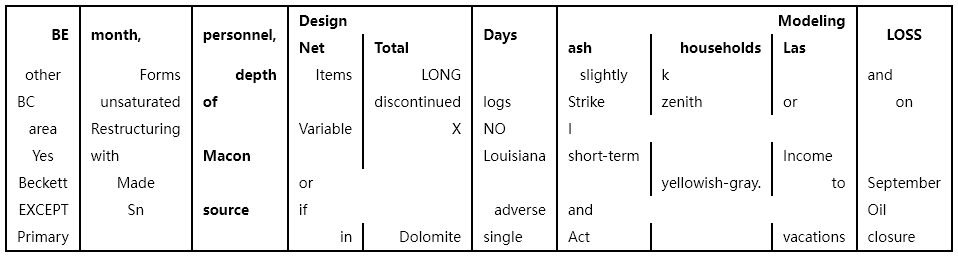 Design Modeling
BE month, personnel, Days LOSS
Net Total ash households Las
other Forms depth Items LONG slightly k and
BC unsaturated of discontinued logs Strike zenith or on
area Restructuring Variable X NO I
Yes with Macon Louisiana short-term Income
Beckett Made or yellowish-gray. to September
EXCEPT Sn source if adverse and Oil
Primary in Dolomite single Act vacations closure